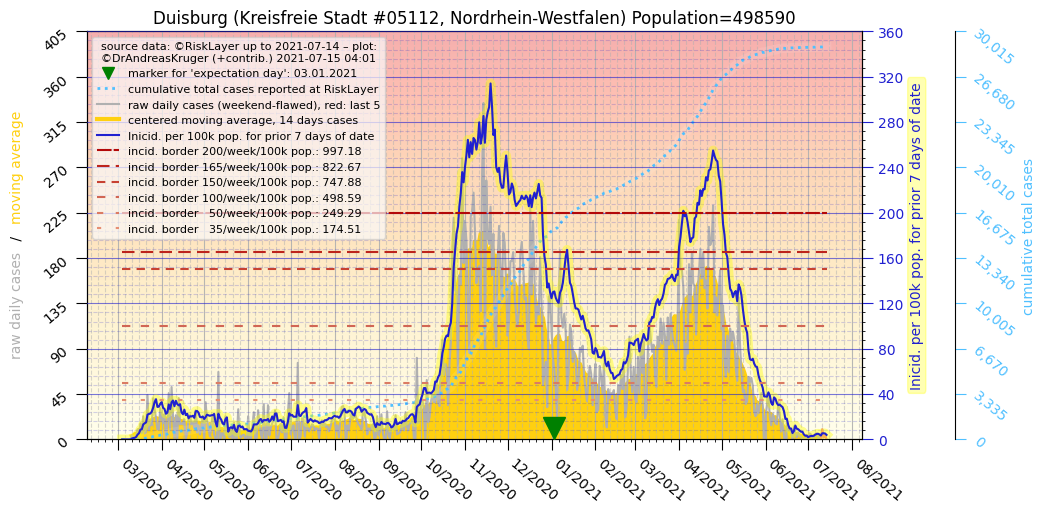 Duisburg (Kreisfreie Stadt #05112, Nordrhein-Westfalen) Population=498590
source data: ©RiskLayer up to 2021-07-14 – plot:
©DrAndreasKruger (+contrib.) 2021-07-15 04:01
marker for 'expectation day': 03.01.2021
cumulative total cases reported at RiskLayer
raw daily cases (weekend-flawed), red: last 5
centered moving average, 14 days cases
Inicid. per 100k pop. for prior 7 days of date
incid. border 200/week/100k pop.: 997.18
incid. border 165/week/100k pop.: 822.67
incid. border 150/week/100k pop.: 747.88
incid. border 100/week/100k pop.: 498.59
incid. border   50/week/100k pop.: 249.29
incid. border   35/week/100k pop.: 174.51
raw daily cases   /   moving average
405
360
315
270
225
180
135
90
45
0
03/2020
04/2020
05/2020
06/2020
07/2020
08/2020
09/2020
10/2020
11/2020
12/2020
01/2021
02/2021
03/2021
04/2021
05/2021
06/2021
07/2021
08/2021
360
320
280
240
200
160
120
80
40
0
Inicid. per 100k pop. for prior 7 days of date
30,015
26,680
23,345
20,010
16,675
13,340
10,005
6,670
3,335
0
cumulative total cases